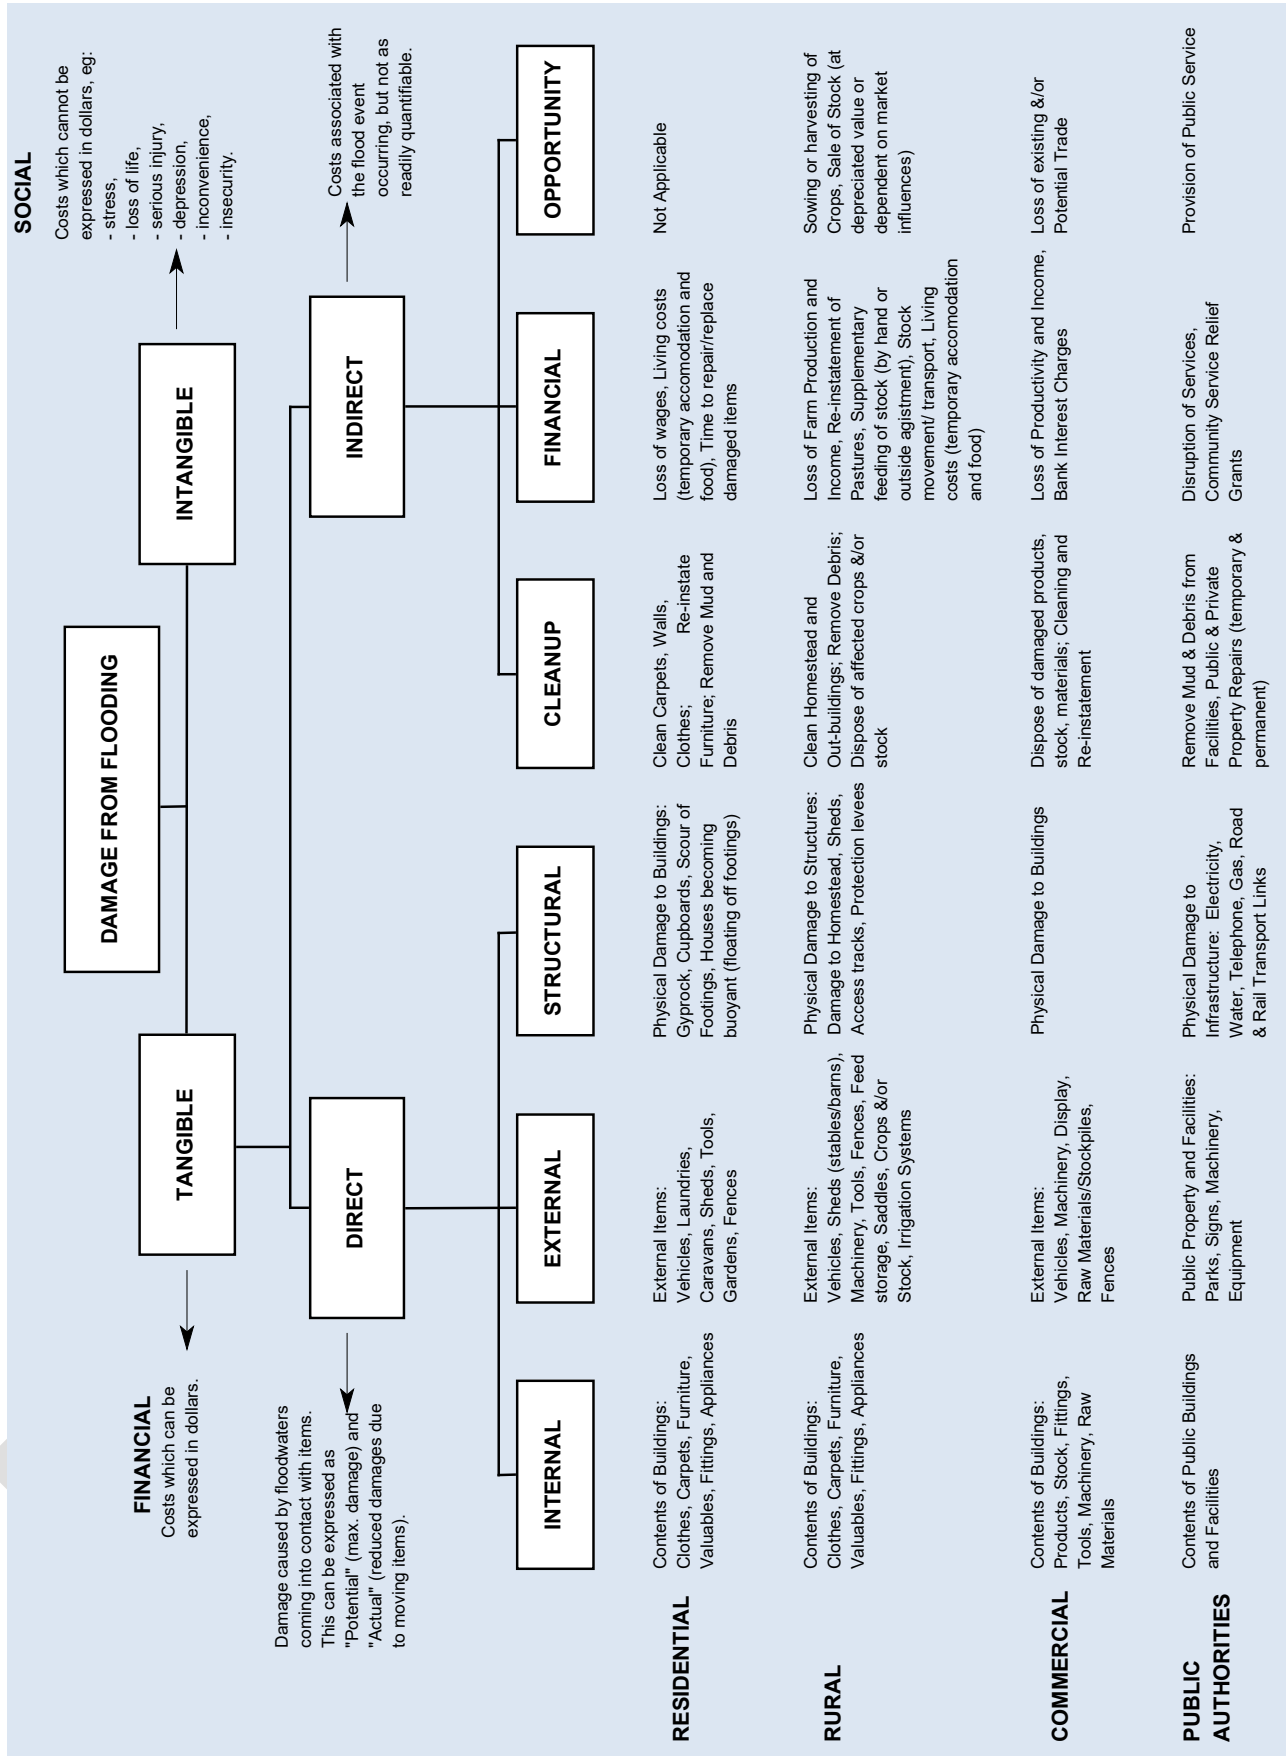 SOCIAL
Costs which cannot be
expressed in dollars, eg:
- stress,
- loss of life,
- serious injury,
- depression,
- inconvenience,
- insecurity.
FINANCIAL
Costs which can be
expressed in dollars.
DAMAGE FROM FLOODING
TANGIBLE
INTANGIBLE
Damage caused by floodwaters
coming into contact with items.
This can be expressed as
"Potential" (max. damage) and
"Actual" (reduced damages due
to moving items).
DIRECT
INDIRECT
Costs associated with
the flood event
occurring, but not as
readily quantifiable.
INTERNAL
EXTERNAL
STRUCTURAL
CLEANUP
FINANCIAL
OPPORTUNITY
RESIDENTIAL
Contents of Buildings:
Clothes, Carpets, Furniture,
Valuables, Fittings, Appliances
External Items:
Vehicles, Laundries,
Caravans, Sheds, Tools,
Gardens, Fences
Physical Damage to Buildings:
Gyprock, Cupboards, Scour of
Footings, Houses becoming
buoyant (floating off footings)
Clean Carpets, Walls,
Clothes; Re-instate
Furniture; Remove Mud and
Debris
Loss of wages, Living costs
(temporary accomodation and
food), Time to repair/replace
damaged items
Not Applicable
RURAL
Contents of Buildings:
Clothes, Carpets, Furniture,
Valuables, Fittings, Appliances
External Items:
Vehicles, Sheds (stables/barns),
Machinery, Tools, Fences, Feed
storage, Saddles, Crops &/or
Stock, Irrigation Systems
Physical Damage to Structures:
Damage to Homestead, Sheds,
Access tracks, Protection levees
Clean Homestead and
Out-buildings; Remove Debris;
Dispose of affected crops &/or
stock
Loss of Farm Production and
Income, Re-instatement of
Pastures, Supplementary
feeding of stock (by hand or
outside agistment), Stock
movement/ transport, Living
costs (temporary accomodation
and food)
Sowing or harvesting of
Crops, Sale of Stock (at
depreciated value or
dependent on market
influences)
COMMERCIAL
Contents of Buildings:
Products, Stock, Fittings,
Tools, Machinery, Raw
Materials
External Items:
Vehicles, Machinery, Display,
Raw Materials/Stockpiles,
Fences
Physical Damage to Buildings
Dispose of damaged products,
stock, materials; Cleaning and
Re-instatement
Loss of Productivity and Income,
Bank Interest Charges
Loss of existing &/or
Potential Trade
PUBLIC
AUTHORITIES
Contents of Public Buildings
and Facilities
Public Property and Facilities:
Parks, Signs, Machinery,
Equipment
Physical Damage to
Infrastructure: Electricity,
Water, Telephone, Gas, Road
& Rail Transport Links
Remove Mud & Debris from
Facilities, Public & Private
Property Repairs (temporary &
permanent)
Disruption of Services,
Community Service Relief
Grants
Provision of Public Service